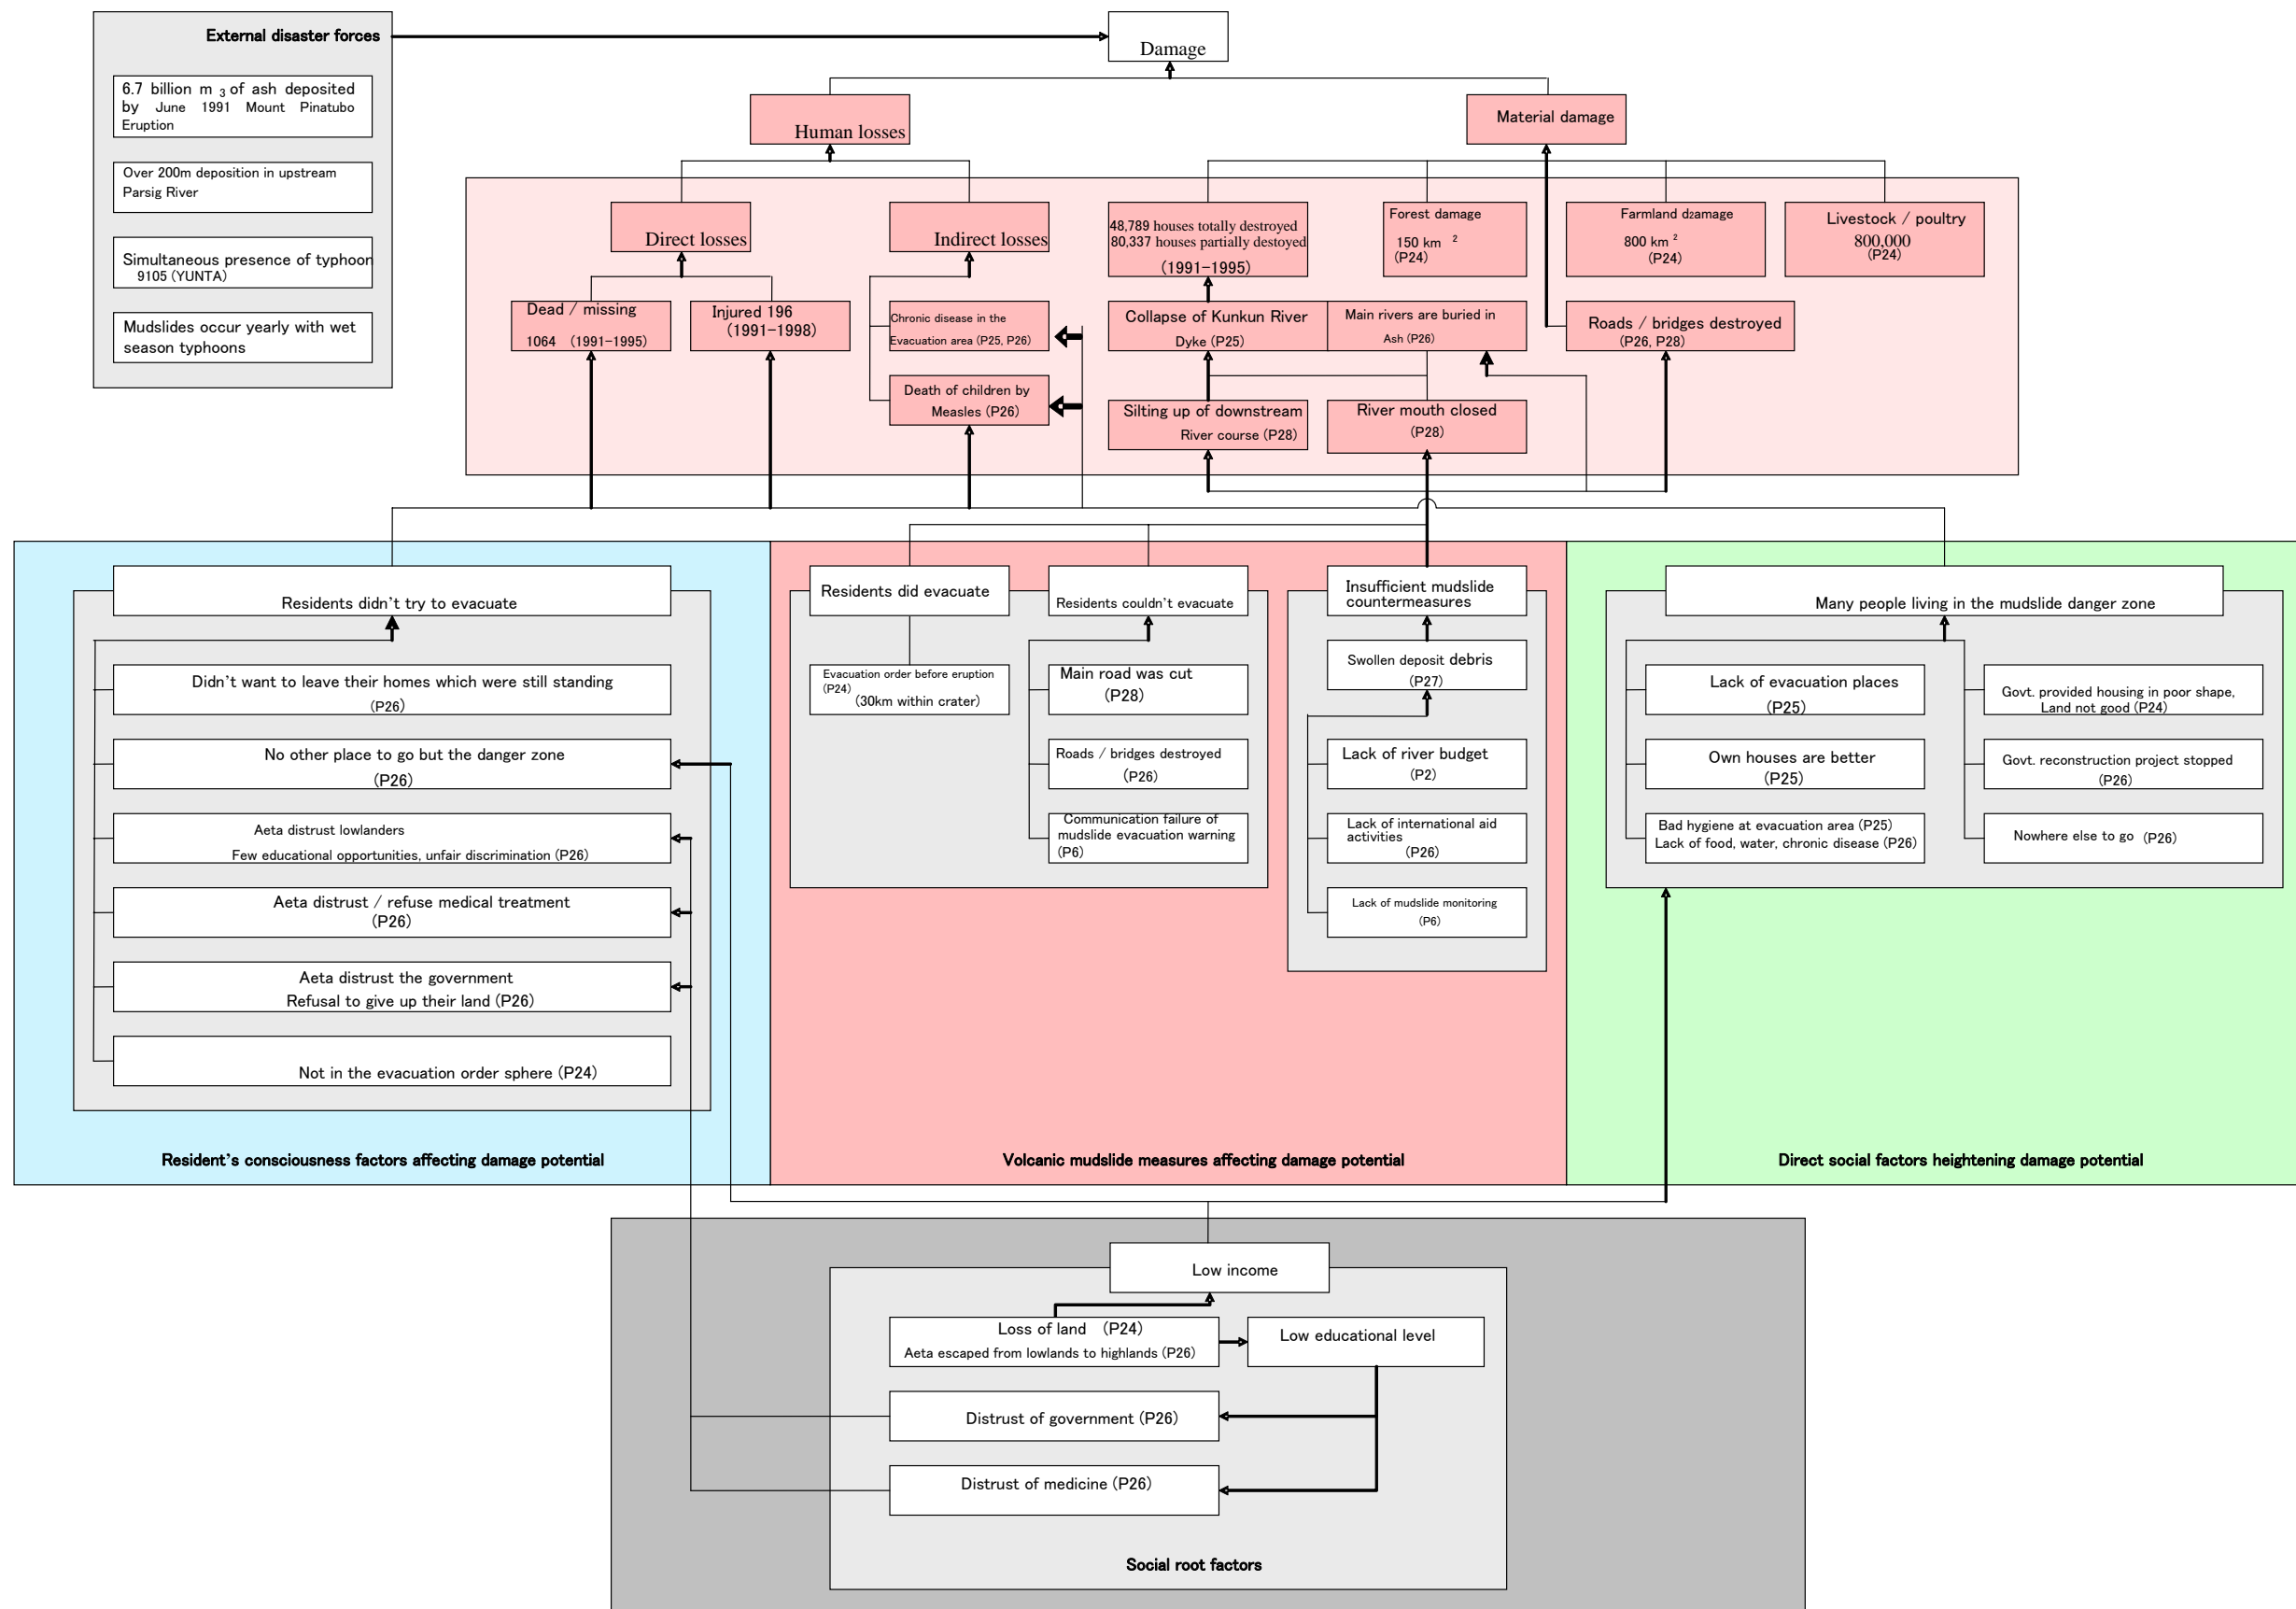 External disaster forces
6.7 billion m 3 of ash deposited
by June 1991 Mount Pinatubo
Eruption
Over 200m deposition in upstream
Parsig River
Simultaneous presence of typhoon
9105 (YUNTA)
Mudslides occur yearly with wet
season typhoons
Damage
Human losses
Material damage
Direct losses
Indirect losses
48,789 houses totally destroyed
80,337 houses partially destoyed
(1991-1995)
Forest damage
150 km 2
(P24)
Farmland d2amage
800 km 2
(P24)
Livestock / poultry
800,000
(P24)
Dead / missing
1064 (1991-1995)
Injured 196
(1991-1998)
Chronic disease in the
Evacuation area (P25, P26)
Collapse of Kunkun River
Dyke (P25)
Main rivers are buried in
Ash (P26)
Roads / bridges destroyed
(P26, P28)
Death of children by
Measles (P26)
Silting up of downstream
River course (P28)
River mouth closed
(P28)
Residents didn't try to evacuate
Didn't want to leave their homes which were still standing
(P26)
No other place to go but the danger zone
(P26)
Aeta distrust lowlanders
Few educational opportunities, unfair discrimination (P26)
Aeta distrust / refuse medical treatment
(P26)
Aeta distrust the government
Refusal to give up their land (P26)
Not in the evacuation order sphere (P24)
Resident's consciousness factors affecting damage potential
Residents did evacuate
Evacuation order before eruption
(P24)
(30km within crater)
Residents couldn't evacuate
Main road was cut
(P28)
Roads / bridges destroyed
(P26)
Communication failure of
mudslide evacuation warning
(P6)
Insufficient mudslide
countermeasures
Swollen deposit debris
(P27)
Lack of river budget
(P2)
Lack of international aid
activities
(P26)
Lack of mudslide monitoring
(P6)
Volcanic mudslide measures affecting damage potential
Many people living in the mudslide danger zone
Lack of evacuation places
(P25)
Own houses are better
(P25)
Bad hygiene at evacuation area (P25)
Lack of food, water, chronic disease (P26)
Govt. provided housing in poor shape,
Land not good (P24)
Govt. reconstruction project stopped
(P26)
Nowhere else to go (P26)
Direct social factors heightening damage potential
Low income
Loss of land (P24)
Aeta escaped from lowlands to highlands (P26)
Low educational level
Distrust of government (P26)
Distrust of medicine (P26)
Social root factors